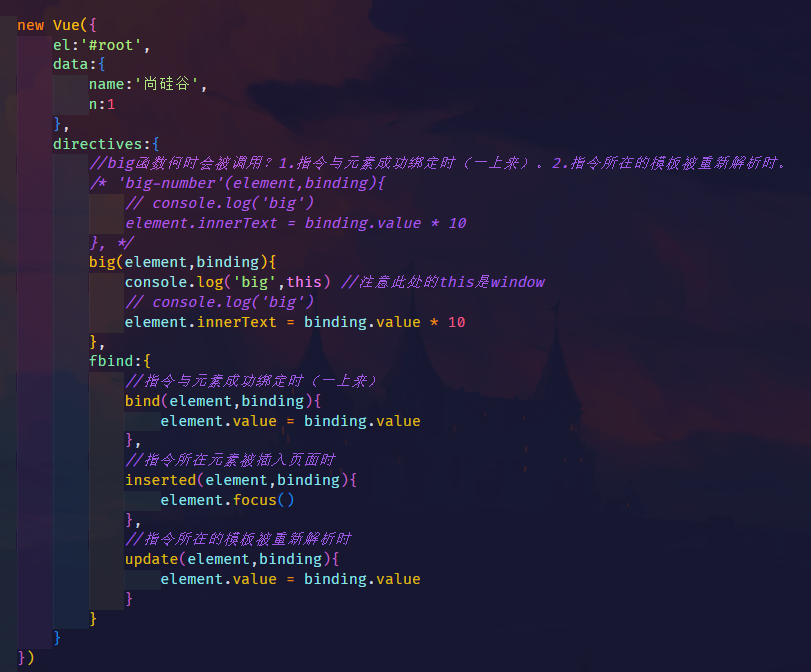 new Vue({
    el:'#root',
    data:{
        name:'尚硅谷',
        n:1
    },
    directives:{
        //big函数何时会被调用？1.指令与元素成功绑定时（一上来）。2.指令所在的模板被重新解析时。
        /* 'big-number'(element,binding){
            // console.log('big')
            element.innerText = binding.value * 10
        }, */
        big(element,binding){
            console.log('big',this) //注意此处的this是window
            // console.log('big')
            element.innerText = binding.value * 10
        },
        fbind:{
            //指令与元素成功绑定时（一上来）
            bind(element,binding){
                element.value = binding.value
            },
            //指令所在元素被插入页面时
            inserted(element,binding){
                element.focus()
            },
            //指令所在的模板被重新解析时
            update(element,binding){
                element.value = binding.value
            }
        }
    }
})